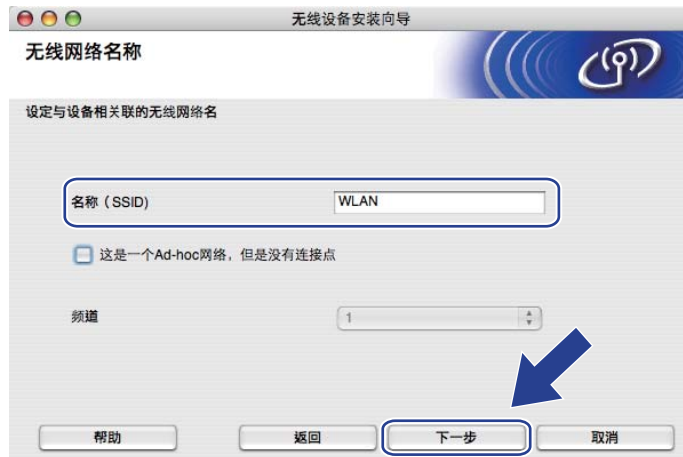 无线设备安装向导
无线网络名称
设定与设备相关联的无线网络名
名称（SSID) WLAN
这是一个Ad-hoc网络，但是没有连接点
频道 1
帮助 返回 下一步 取消